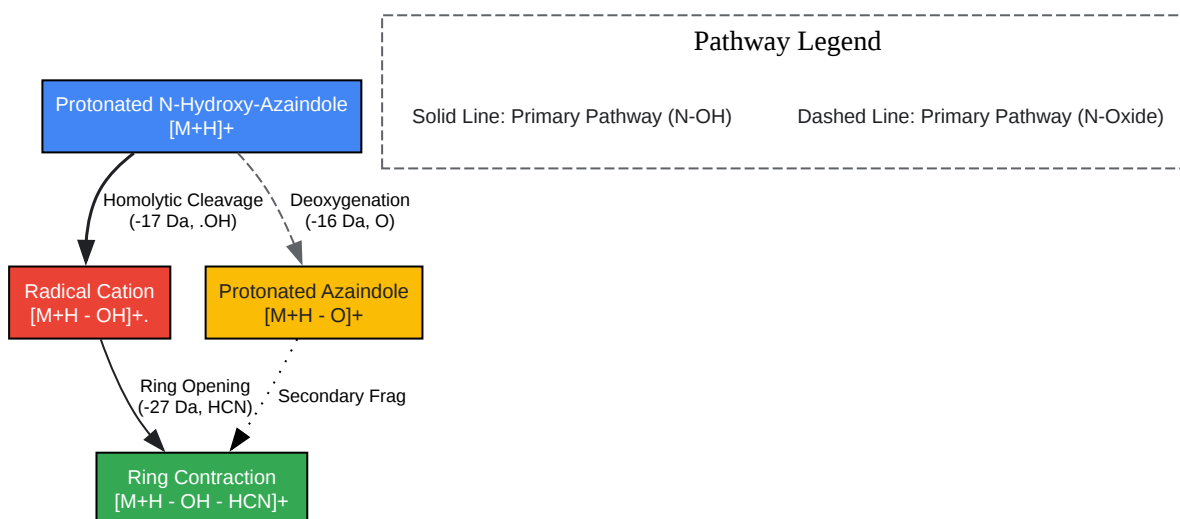 Pathway Legend
Protonated N-Hydroxy-Azaindole
[M+H]+
Solid Line: Primary Pathway (N-OH)
Dashed Line: Primary Pathway (N-Oxide)
Homolytic Cleavage
(-17 Da, .OH)
Deoxygenation
(-16 Da, O)
Radical Cation
[M+H - OH]+.
Protonated Azaindole
[M+H - O]+
Ring Opening
(-27 Da, HCN)
Secondary Frag
Ring Contraction
[M+H - OH - HCN]+